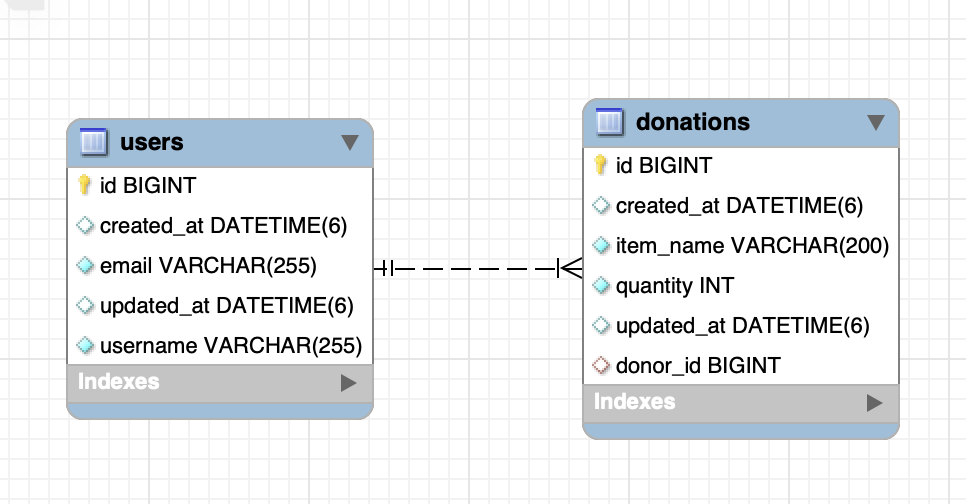 users
id BIGINT
created_at DATETIME(6)
email VARCHAR(255)
updated_at DATETIME(6)
username VARCHAR(255)
Indexes
donations
id BIGINT
created_at DATETIME(6)
item_name VARCHAR(200)
quantity INT
updated_at DATETIME(6)
donor_id BIGINT
Indexes